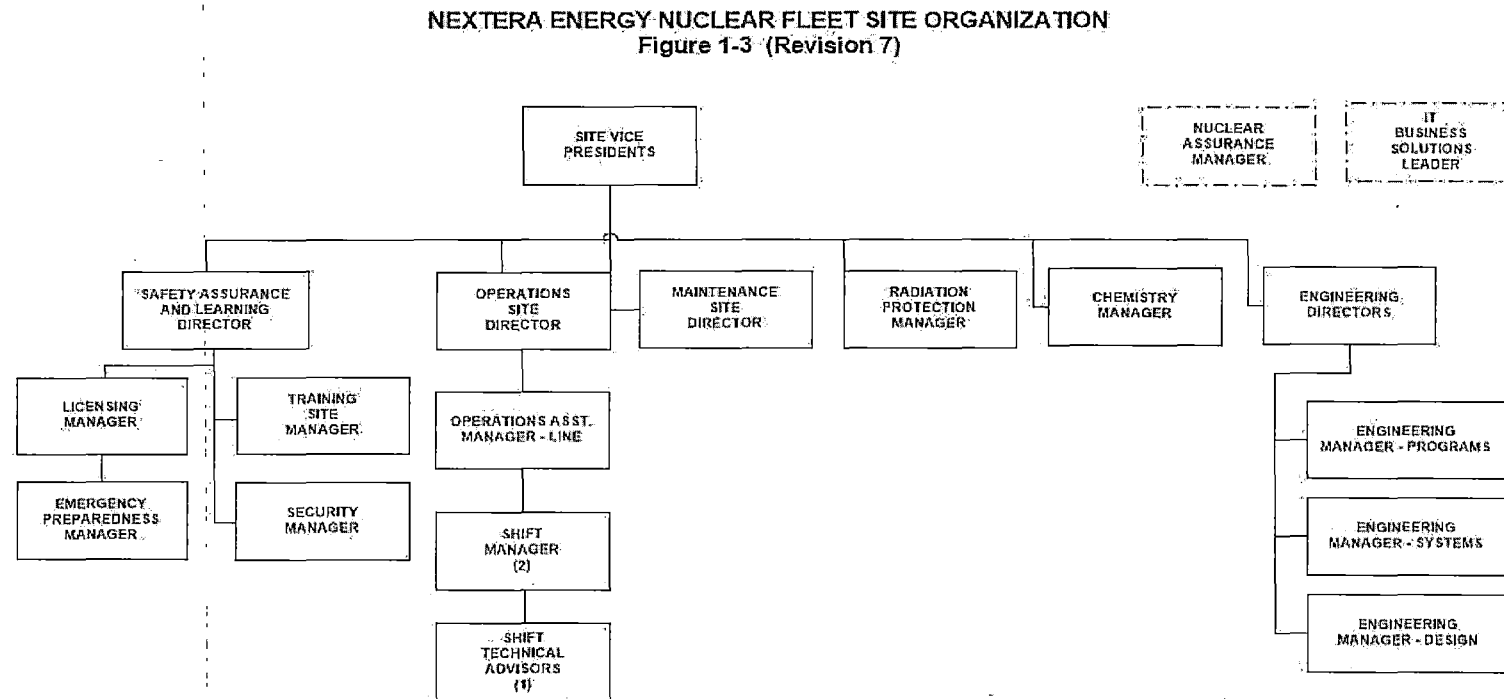 NEXTERA ENERGY NUCLEAR FLEET SITE ORGANIZATION
Figure 1-3 (Revision 7)
SITE VICE
PRESIDENTS
NUCLEAR
ASSURANCE
MANAGER
IT
BUSINESS
SOLUTIONS
LEADER
SAFETY ASSURANCE
AND LEARNING
DIRECTOR
OPERATIONS
SITE
DIRECTOR
MAINTENANCE
SITE
DIRECTOR
RADIATION
PROTECTION
MANAGER
CHEMISTRY
MANAGER
ENGINEERING
DIRECTORS
LICENSING
MANAGER
TRAINING
SITE
MANAGER
OPERATIONS ASST.
MANAGER - LINE
ENGINEERING
MANAGER - PROGRAMS
EMERGENCY
PREPAREDNESS
MANAGER
SECURITY
MANAGER
SHIFT
MANAGER
(2)
ENGINEERING
MANAGER - SYSTEMS
SHIFT
TECHNICAL
ADVISORS
(1)
ENGINEERING
MANAGER - DESIGN